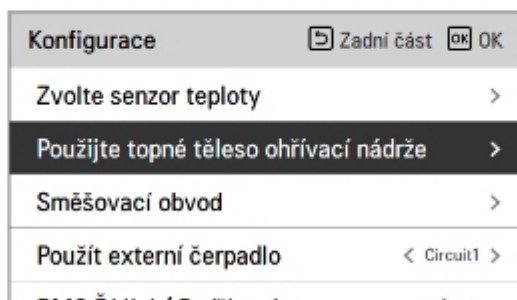 Konfigurace Zadní část OK OK
Zvolte senzor teploty >
Použijte topné těleso ohřívací nádrže >
Směšovací obvod >
Použít externí čerpadlo < Circuit1 >